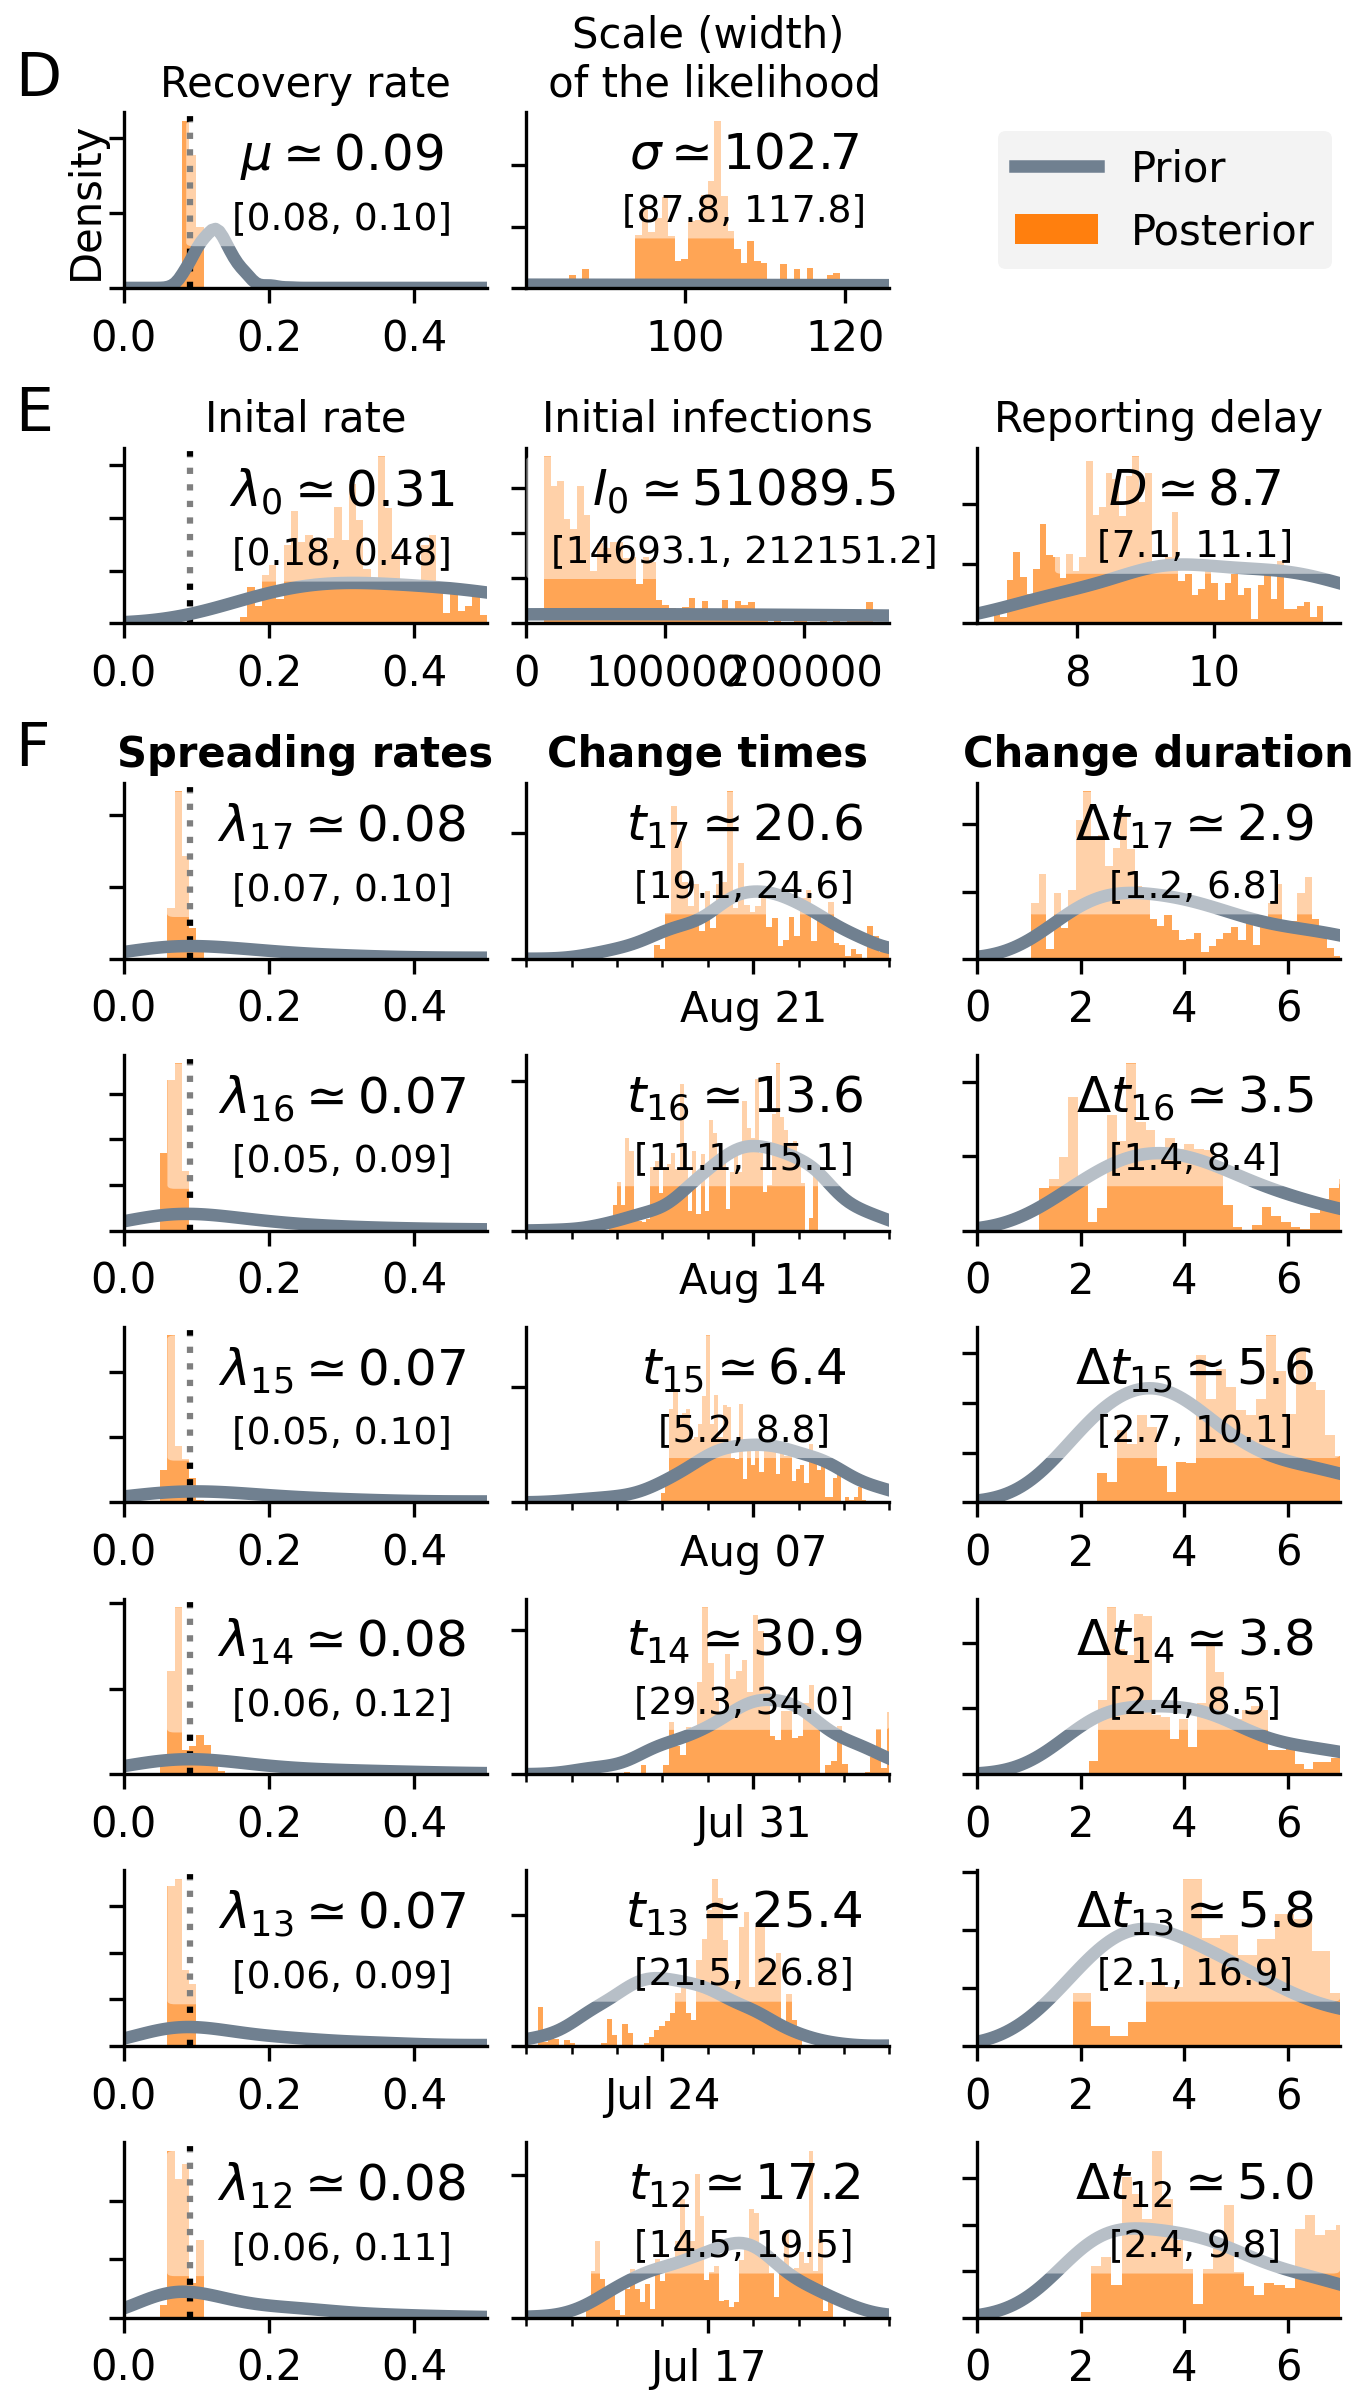 D
Recovery rate
Scale (width)
of the likelihood
Density
μ ≃ 0.09
[0.08, 0.10]
0.0 0.2 0.4
σ ≃ 102.7
[87.8, 117.8]
100 120
Prior
Posterior
E
Inital rate
Initial infections
Reporting delay
λ₀ ≃ 0.31
[0.18, 0.48]
0.0 0.2 0.4
I₀ ≃ 51089.5
[14693.1, 212151.2]
0 100000 200000
D ≃ 8.7
[7.1, 11.1]
8 10
F
Spreading rates
Change times
Change duration
λ₁₇ ≃ 0.08
[0.07, 0.10]
0.0 0.2 0.4
t₁₇ ≃ 20.6
[19.1, 24.6]
Aug 21
Δt₁₇ ≃ 2.9
[1.2, 6.8]
0 2 4 6
λ₁₆ ≃ 0.07
[0.05, 0.09]
0.0 0.2 0.4
t₁₆ ≃ 13.6
[11.1, 15.1]
Aug 14
Δt₁₆ ≃ 3.5
[1.4, 8.4]
0 2 4 6
λ₁₅ ≃ 0.07
[0.05, 0.10]
0.0 0.2 0.4
t₁₅ ≃ 6.4
[5.2, 8.8]
Aug 07
Δt₁₅ ≃ 5.6
[2.7, 10.1]
0 2 4 6
λ₁₄ ≃ 0.08
[0.06, 0.12]
0.0 0.2 0.4
t₁₄ ≃ 30.9
[29.3, 34.0]
Jul 31
Δt₁₄ ≃ 3.8
[2.4, 8.5]
0 2 4 6
λ₁₃ ≃ 0.07
[0.06, 0.09]
0.0 0.2 0.4
t₁₃ ≃ 25.4
[21.5, 26.8]
Jul 24
Δt₁₃ ≃ 5.8
[2.1, 16.9]
0 2 4 6
λ₁₂ ≃ 0.08
[0.06, 0.11]
0.0 0.2 0.4
t₁₂ ≃ 17.2
[14.5, 19.5]
Jul 17
Δt₁₂ ≃ 5.0
[2.4, 9.8]
0 2 4 6